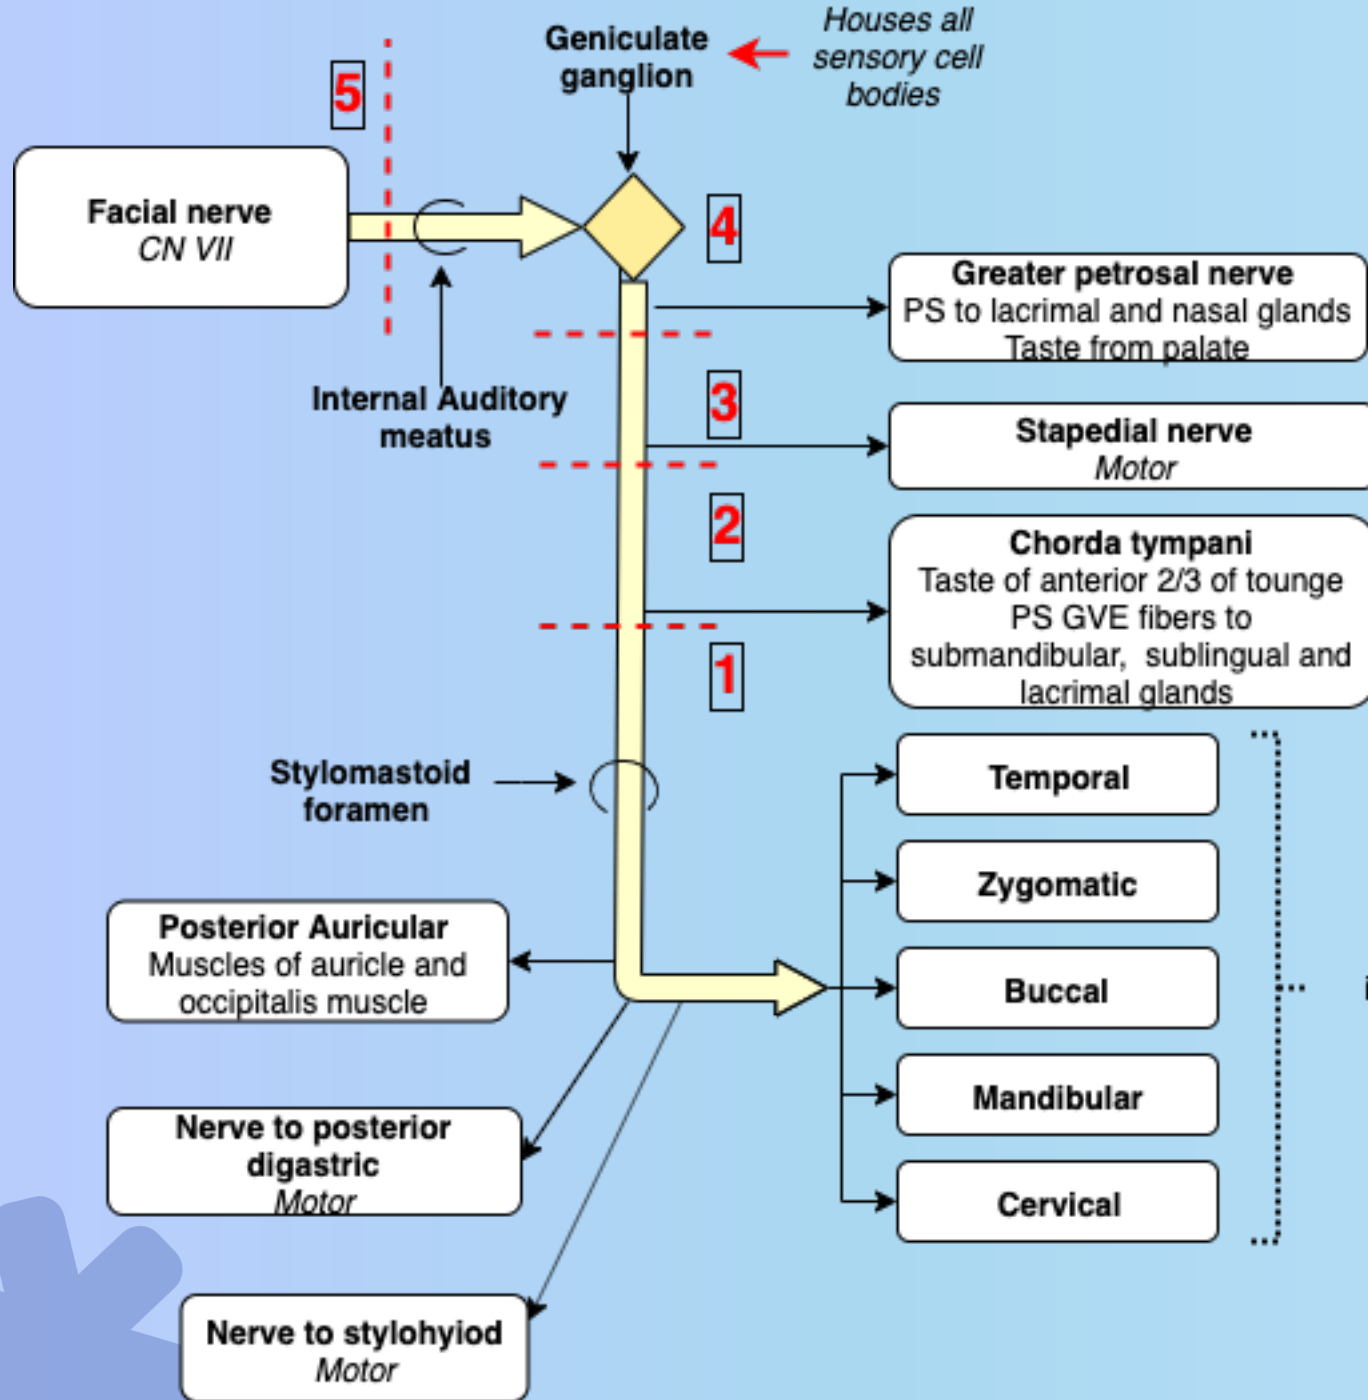 Geniculate
ganglion
Houses all
sensory cell
bodies
5
Facial nerve
CN VII
4
Greater petrosal nerve
PS to lacrimal and nasal glands
Taste from palate
Internal Auditory
meatus
3
Stapedial nerve
Motor
2
Chorda tympani
Taste of anterior 2/3 of tounge
PS GVE fibers to
submandibular, sublingual and
lacrimal glands
1
Stylomastoid
foramen
Temporal
Zygomatic
Posterior Auricular
Muscles of auricle and
occipitalis muscle
Buccal
Mandibular
Nerve to posterior
digastric
Motor
Cervical
Nerve to stylohyiod
Motor